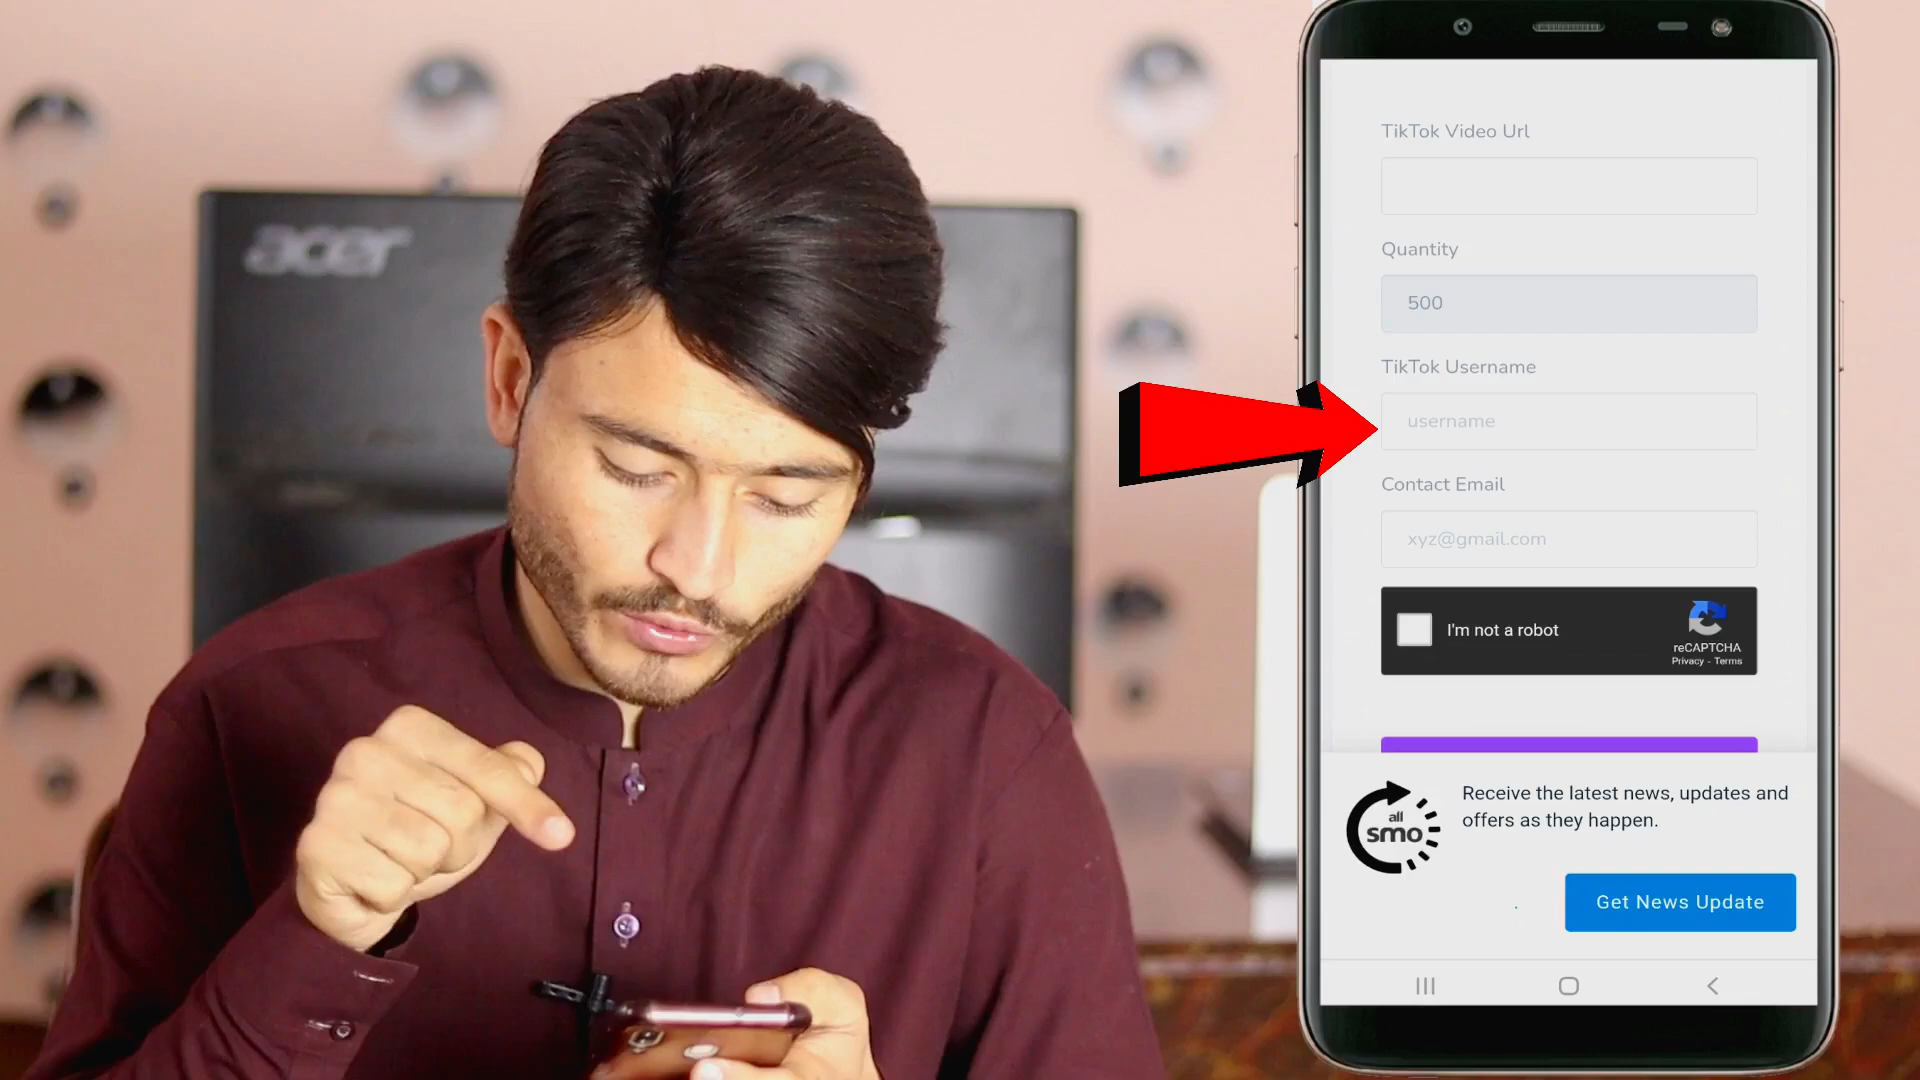 acer
TikTok Video Url
Quantity
500
TikTok Username
username
Contact Email
xyz@gmail.com
I'm not a robot
reCAPTCHA
Privacy - Terms
all
smo
Receive the latest news, updates and
offers as they happen.
Get News Update